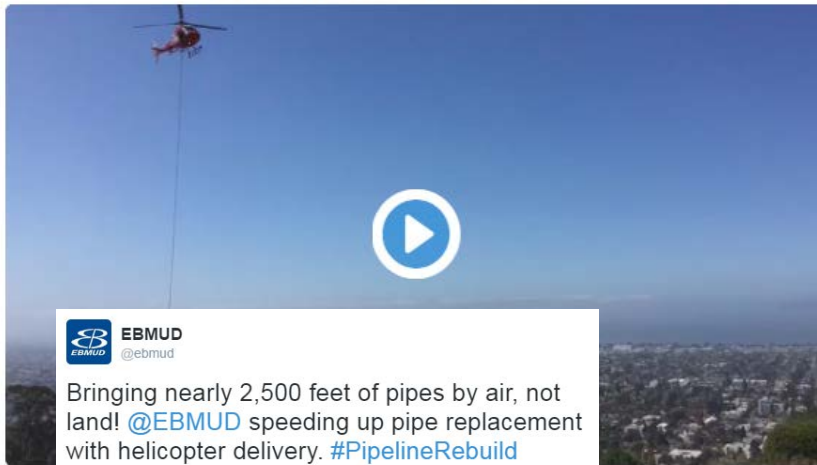 EBMUD
EBMUD
@ebmud
Bringing nearly 2,500 feet of pipes by air, not
land! @EBMUD speeding up pipe replacement
with helicopter delivery. #PipelineRebuild